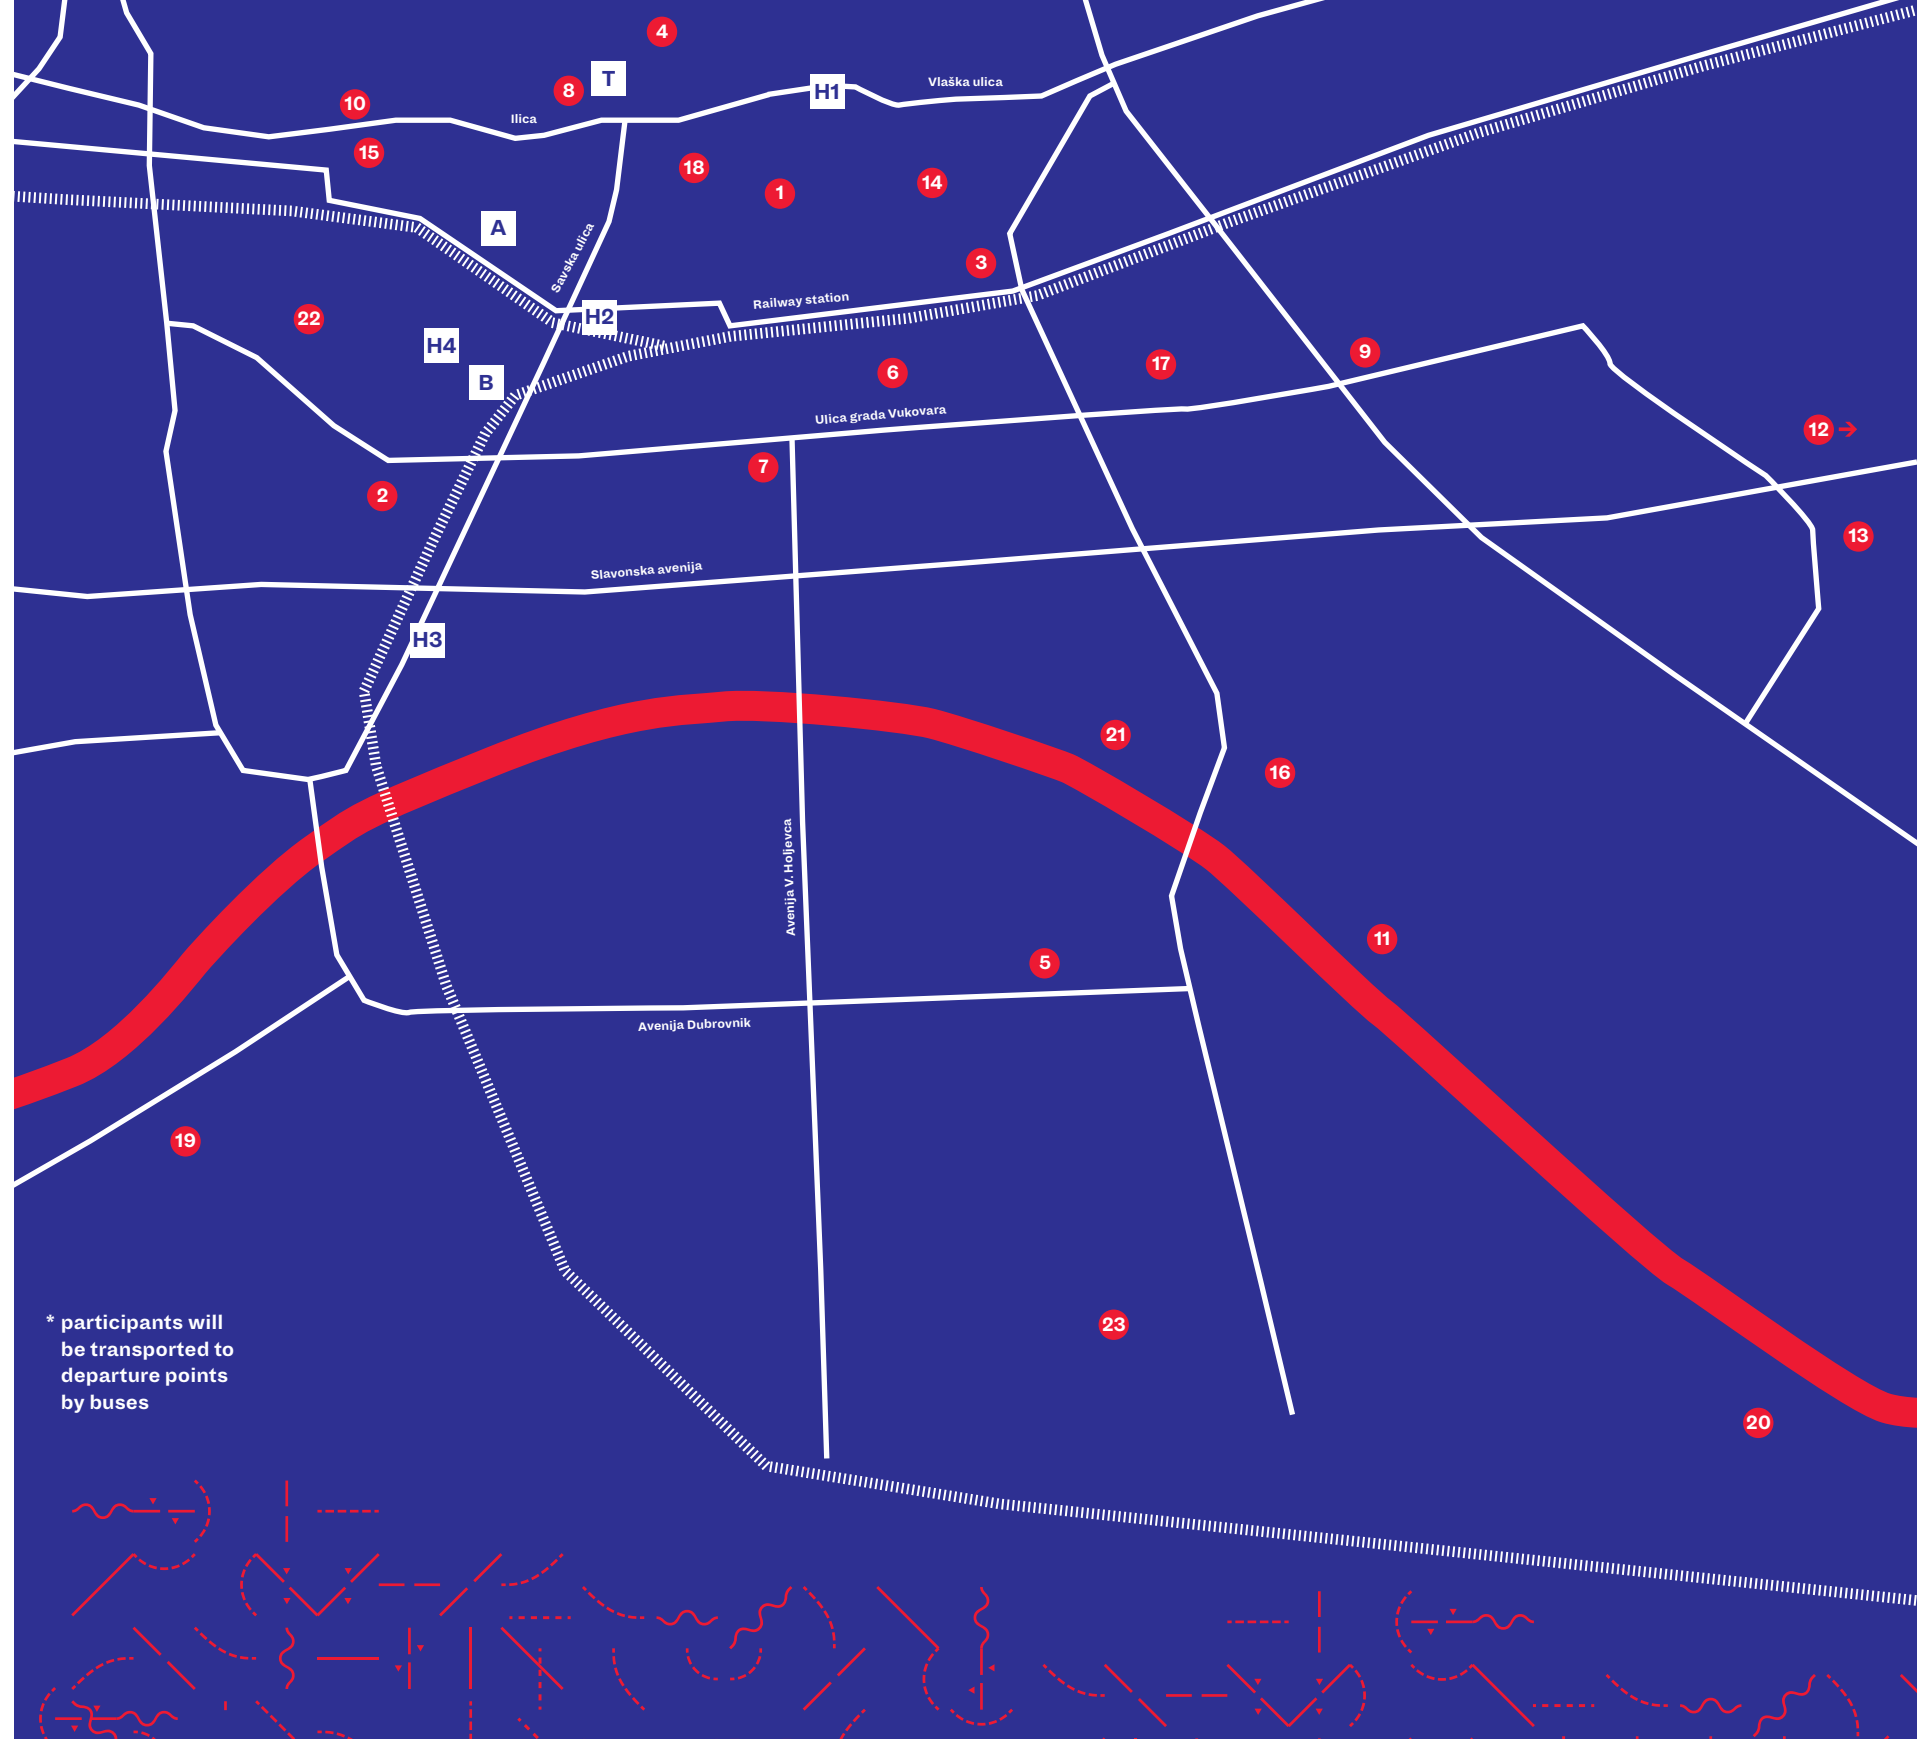 4
T
8
H1
Vlaška ulica
10
Ilica
15
18
14
1
A
Savska ulica
3
Railway station
H2
22
H4
9
17
6
B
Ulica grada Vukovara
12
7
2
13
Slavonska avenija
H3
21
16
Avenija V. Holjevca
11
5
Avenija Dubrovnik
19
* participants will
be transported to
departure points
by buses
23
20